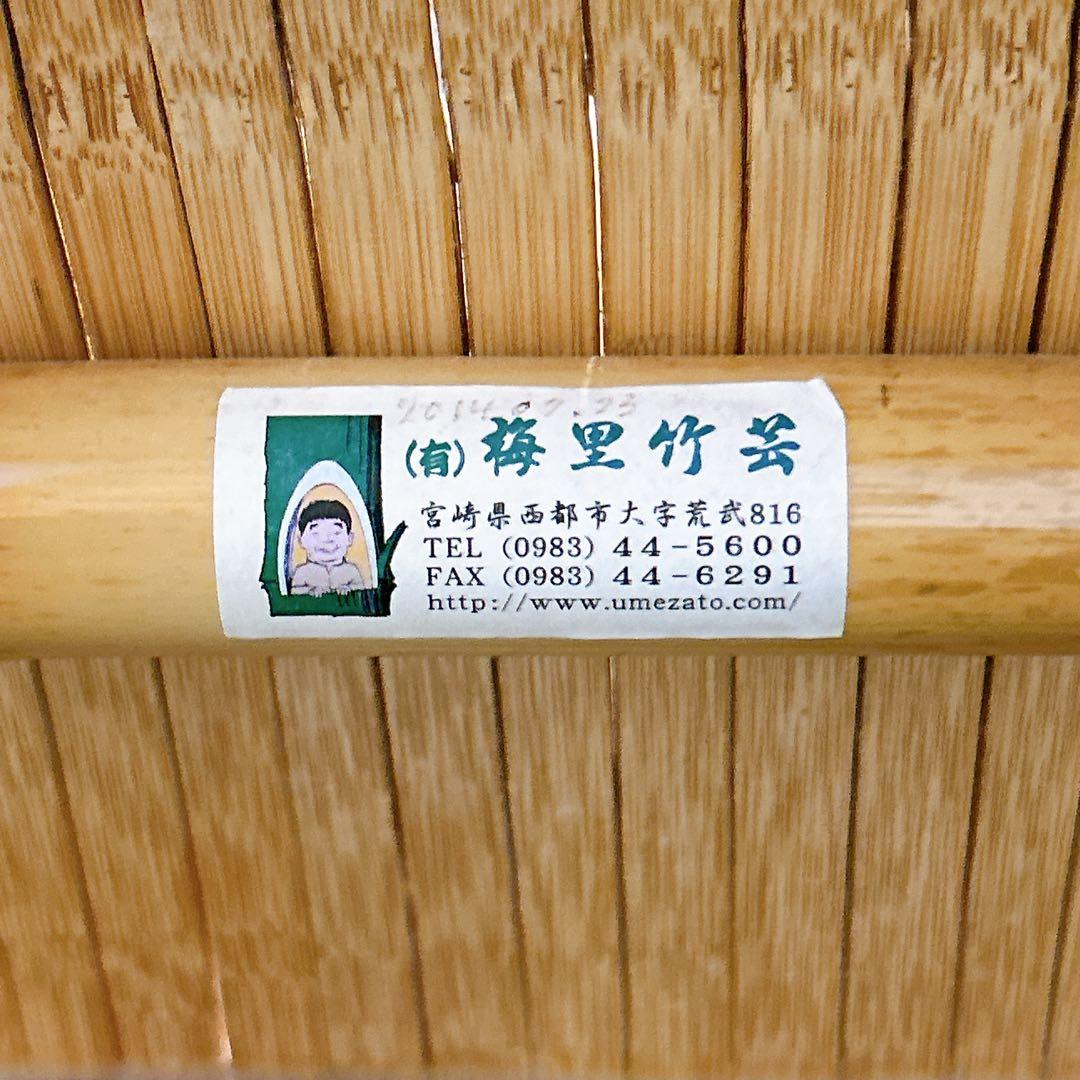 2014.07.23
(有)梅里竹芸
宮崎県西都市大字荒武816
TEL (0983) 44-5600
FAX (0983) 44-6291
http://www.umezato.com/